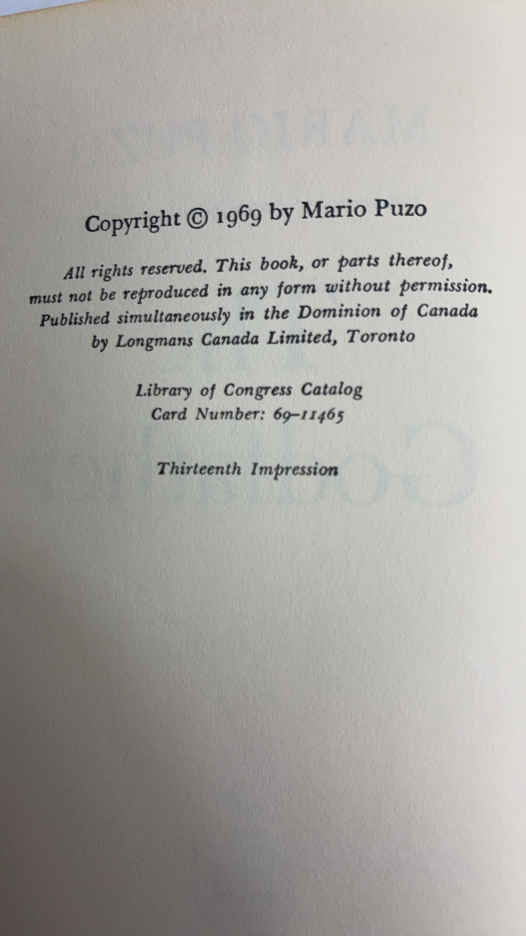 Copyright © 1969 by Mario Puzo
All rights reserved. This book, or parts thereof,
must not be reproduced in any form without permission.
Published simultaneously in the Dominion of Canada
by Longmans Canada Limited, Toronto
Library of Congress Catalog
Card Number: 69–11465
Thirteenth Impression